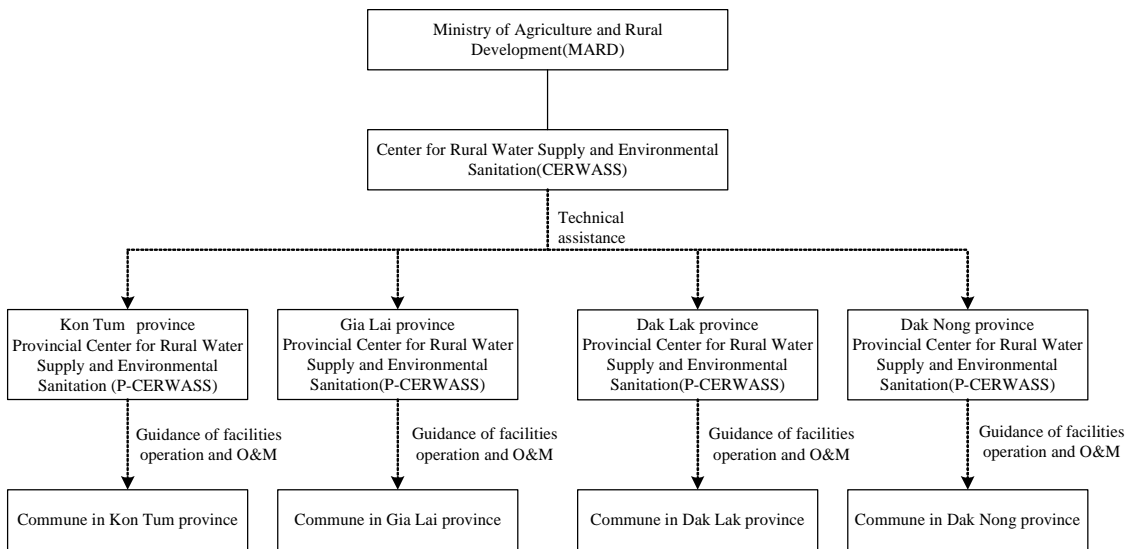 Ministry of Agriculture and Rural
Development(MARD)
Center for Rural Water Supply and Environmental
Sanitation(CERWASS)
Technical
assistance
Kon Tum province
Provincial Center for Rural Water
Supply and Environmental
Sanitation (P-CERWASS)
Gia Lai province
Provincial Center for Rural Water
Supply and Environmental
Sanitation(P-CERWASS)
Dak Lak province
Provincial Center for Rural Water
Supply and Environmental
Sanitation(P-CERWASS)
Dak Nong province
Provincial Center for Rural Water
Supply and Environmental
Sanitation(P-CERWASS)
Guidance of facilities
operation and O&M
Guidance of facilities
operation and O&M
Guidance of facilities
operation and O&M
Guidance of facilities
operation and O&M
Commune in Kon Tum province
Commune in Gia Lai province
Commune in Dak Lak province
Commune in Dak Nong province